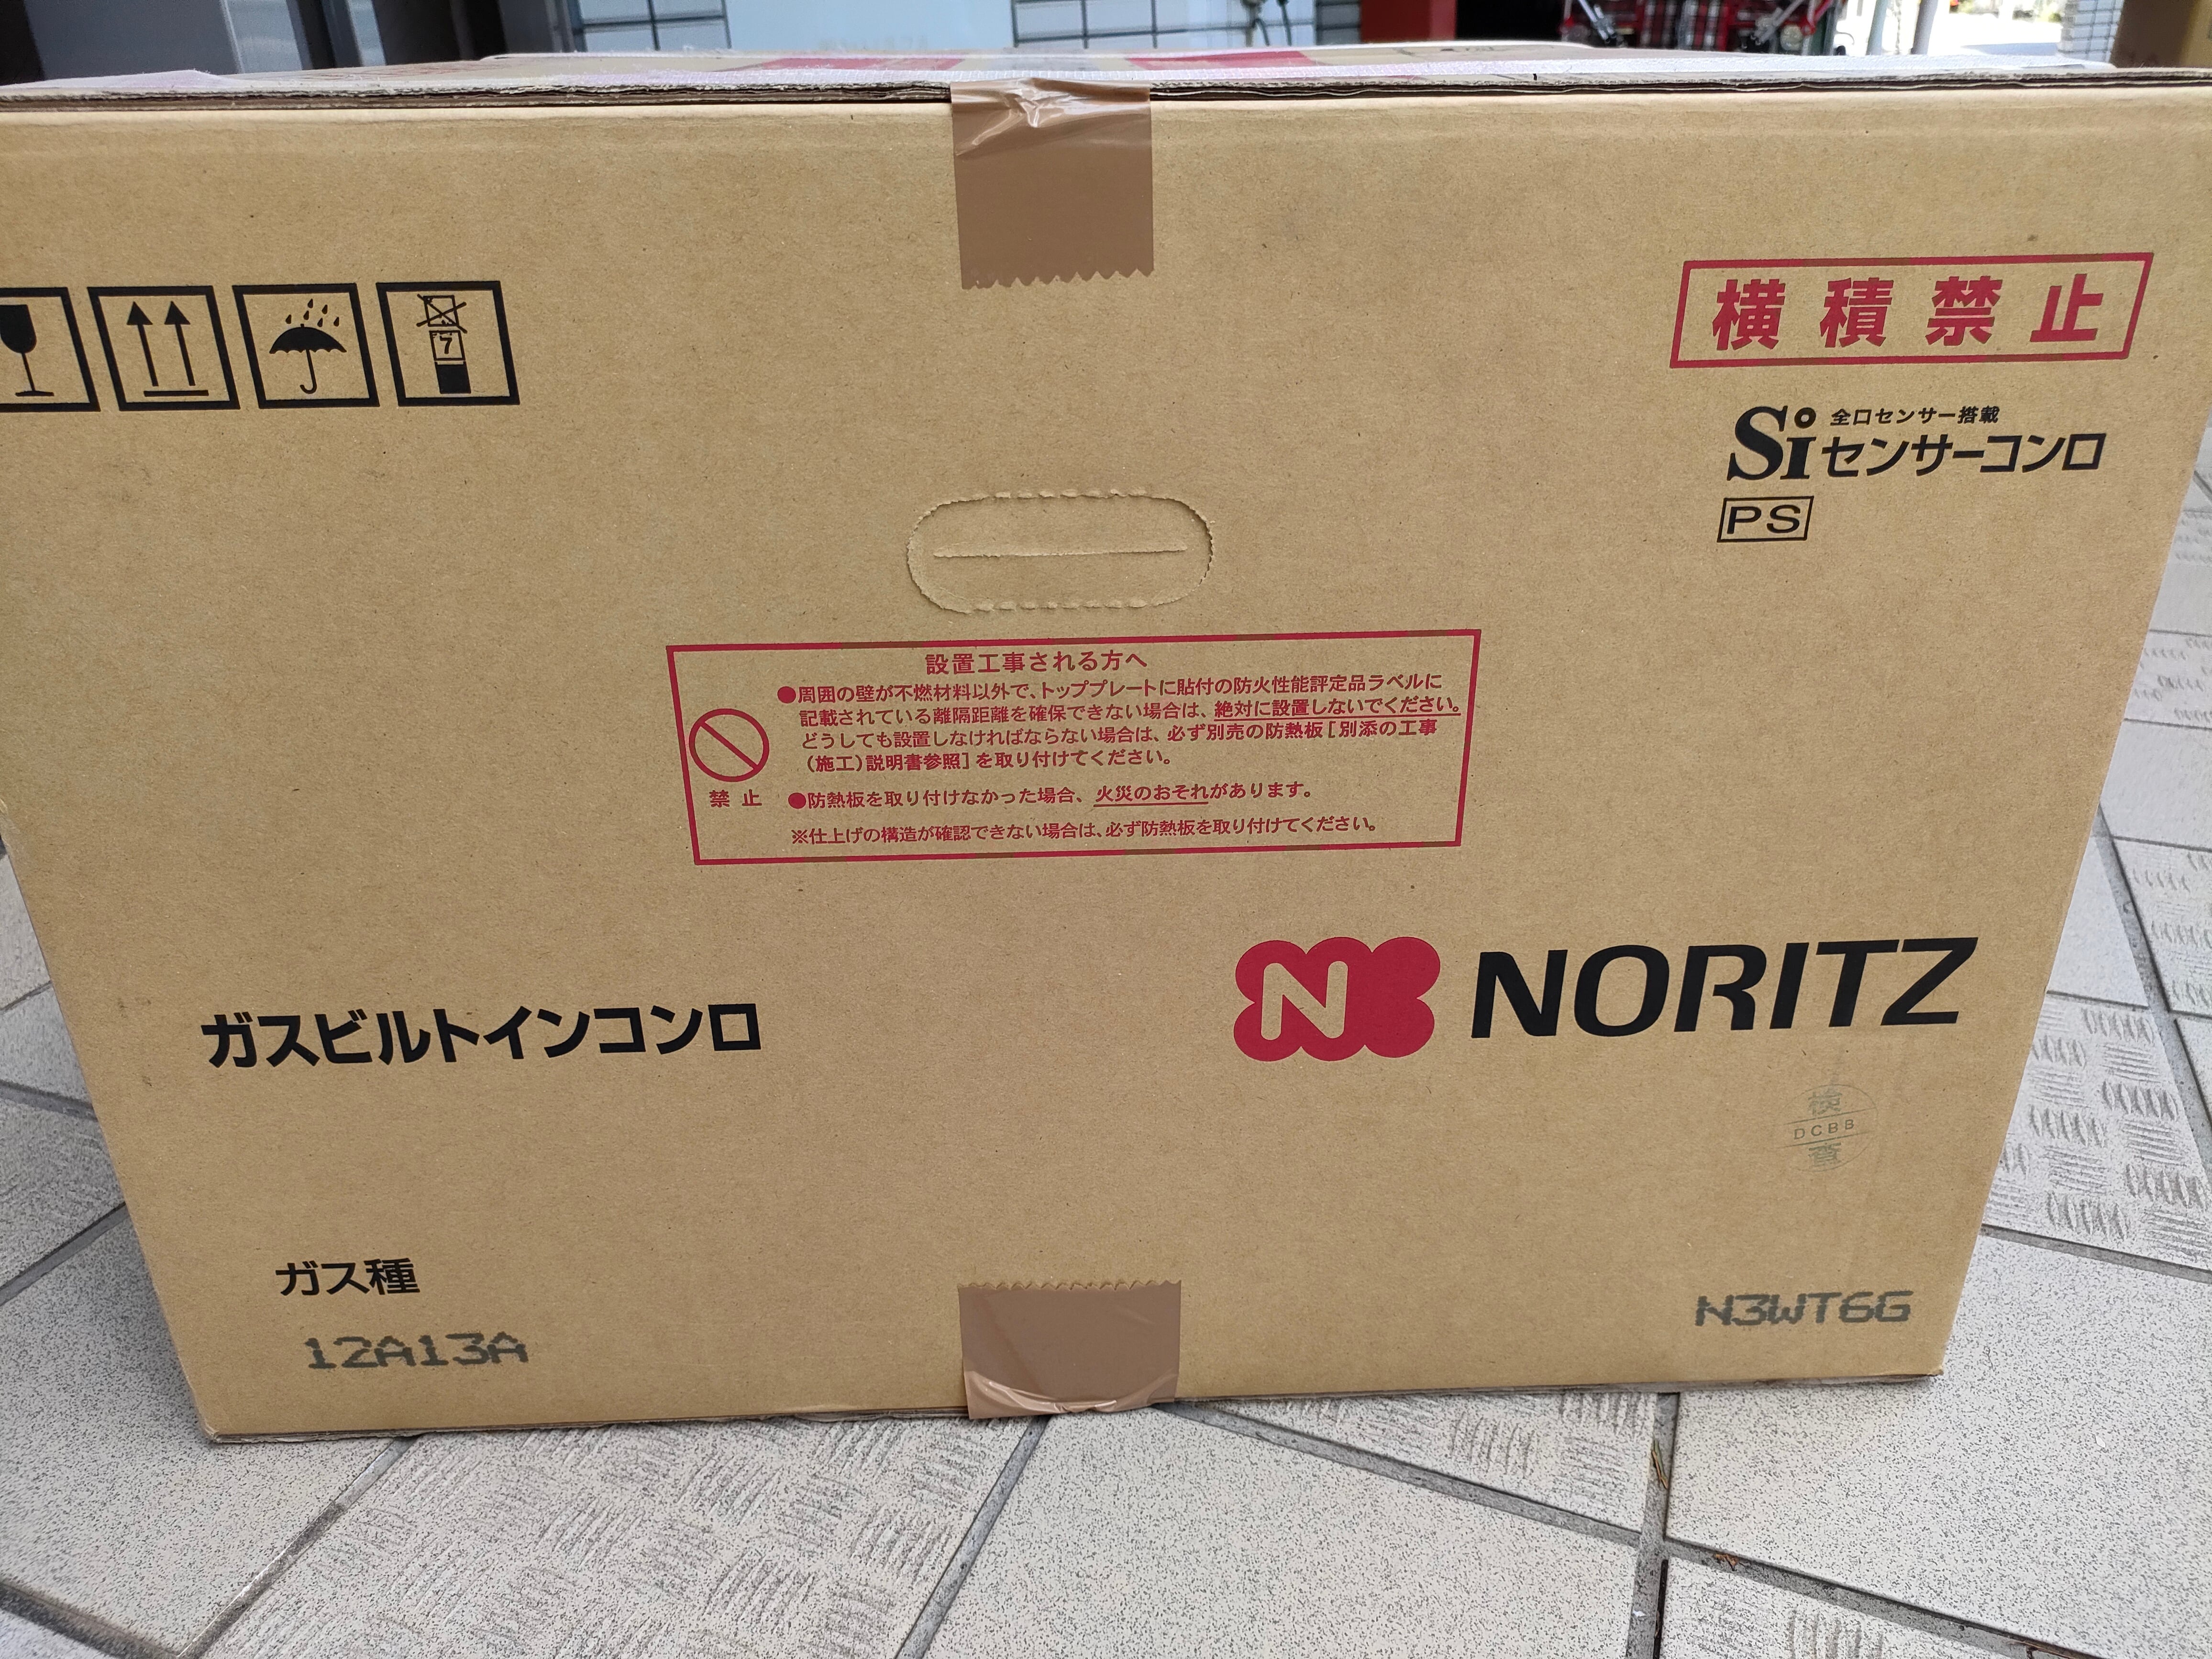 7
横積禁止
Si 全口センサー搭載
センサーコンロ
PS
設置工事される方へ
●周囲の壁が不燃材料以外で、トッププレートに貼付の防火性能評定品ラベルに
記載されている離隔距離を確保できない場合は、絶対に設置しないでください。
どうしても設置しなければならない場合は、必ず別売の防熱板[別添の工事
(施工)説明書参照]を取り付けてください。
禁止
●防熱板を取り付けなかった場合、火災のおそれがあります。
※仕上げの構造が確認できない場合は、必ず防熱板を取り付けてください。
N NORITZ
ガスビルトインコンロ
検
DCBB
査
ガス種
12A13A
N3WT6G